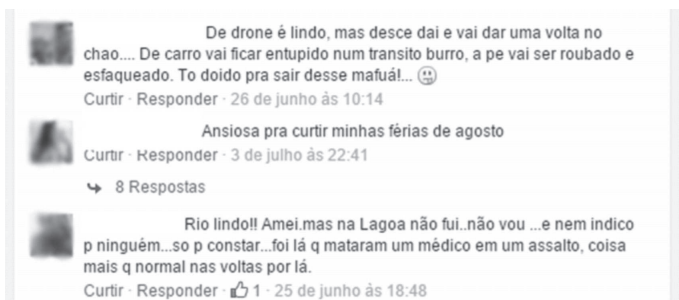 De drone é lindo, mas desce dai e vai dar uma volta no
chao.... De carro vai ficar entupido num transito burro, a pe vai ser roubado e
esfaqueado. To doido pra sair desse mafuá!...
Curtir · Responder · 26 de junho às 10:14
Ansiosa pra curtir minhas férias de agosto
Curtir · Responder · 3 de julho às 22:41
8 Respostas
Rio lindo!! Amei.mas na Lagoa não fui..não vou ...e nem indico
p ninguém...so p constar...foi lá q mataram um médico em um assalto, coisa
mais q normal nas voltas por lá.
Curtir · Responder · 1 · 25 de junho às 18:48